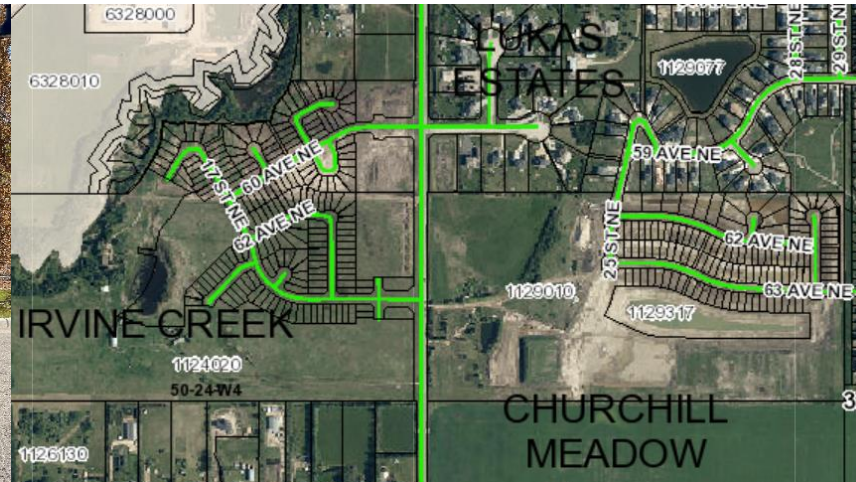 6328000
6328010
LUKAS
ESTATES
1129077
28 ST NE
29 ST NE
59 AVE NE
60 AVE NE
17 ST NE
62 AVE NE
25 ST NE
62 AVE NE
63 AVE NE
1129010
1129317
IRVINE CREEK
1124020
50-24-W4
CHURCHILL
MEADOW
3
1126130